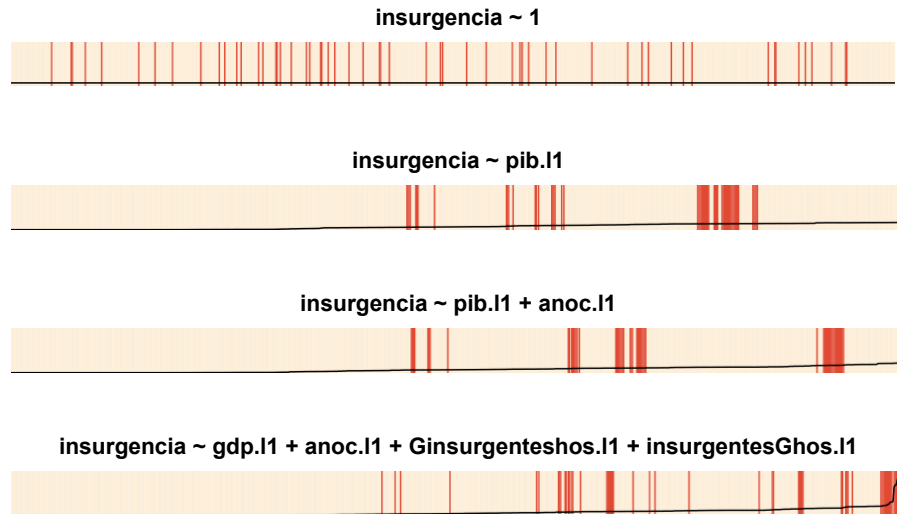 insurgencia ~ 1
insurgencia ~ pib.l1
insurgencia ~ pib.l1 + anoc.l1
insurgencia ~ gdp.l1 + anoc.l1 + Ginsurgenteshos.l1 + insurgentesGhos.l1